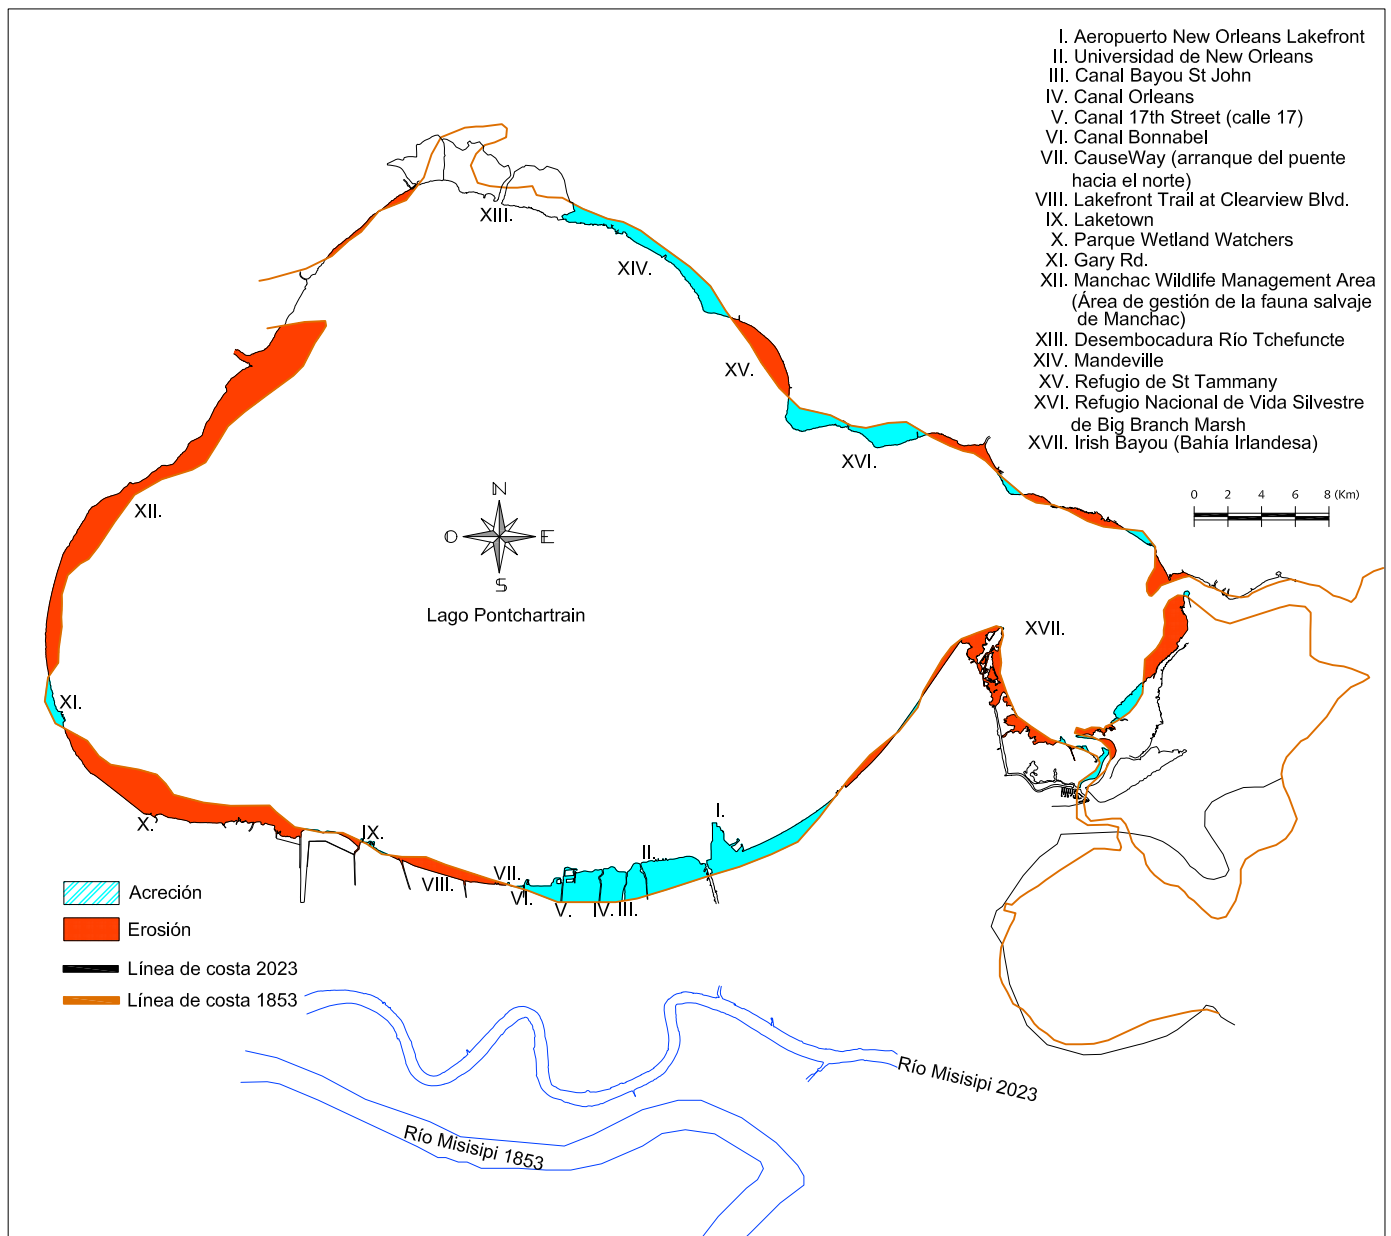 I. Aeropuerto New Orleans Lakefront
II. Universidad de New Orleans
III. Canal Bayou St John
IV. Canal Orleans
V. Canal 17th Street (calle 17)
VI. Canal Bonnabel
VII. CauseWay (arranque del puente
hacia el norte)
VIII. Lakefront Trail at Clearview Blvd.
IX. Laketown
X. Parque Wetland Watchers
XI. Gary Rd.
XII. Manchac Wildlife Management Area
(Área de gestión de la fauna salvaje
de Manchac)
XIII. Desembocadura Río Tchefuncte
XIV. Mandeville
XV. Refugio de St Tammany
XVI. Refugio Nacional de Vida Silvestre
de Big Branch Marsh
XVII. Irish Bayou (Bahía Irlandesa)
XIII.
XIV.
XV.
XVI.
0 2 4 6 8 (Km)
XII.
N
O E
S
Lago Pontchartrain
XVII.
XI.
I.
X.
IX.
II.
VII.
VIII.
VI.
V.
IV.
III.
Acreción
Erosión
Línea de costa 2023
Línea de costa 1853
Río Misisipi 2023
Río Misisipi 1853